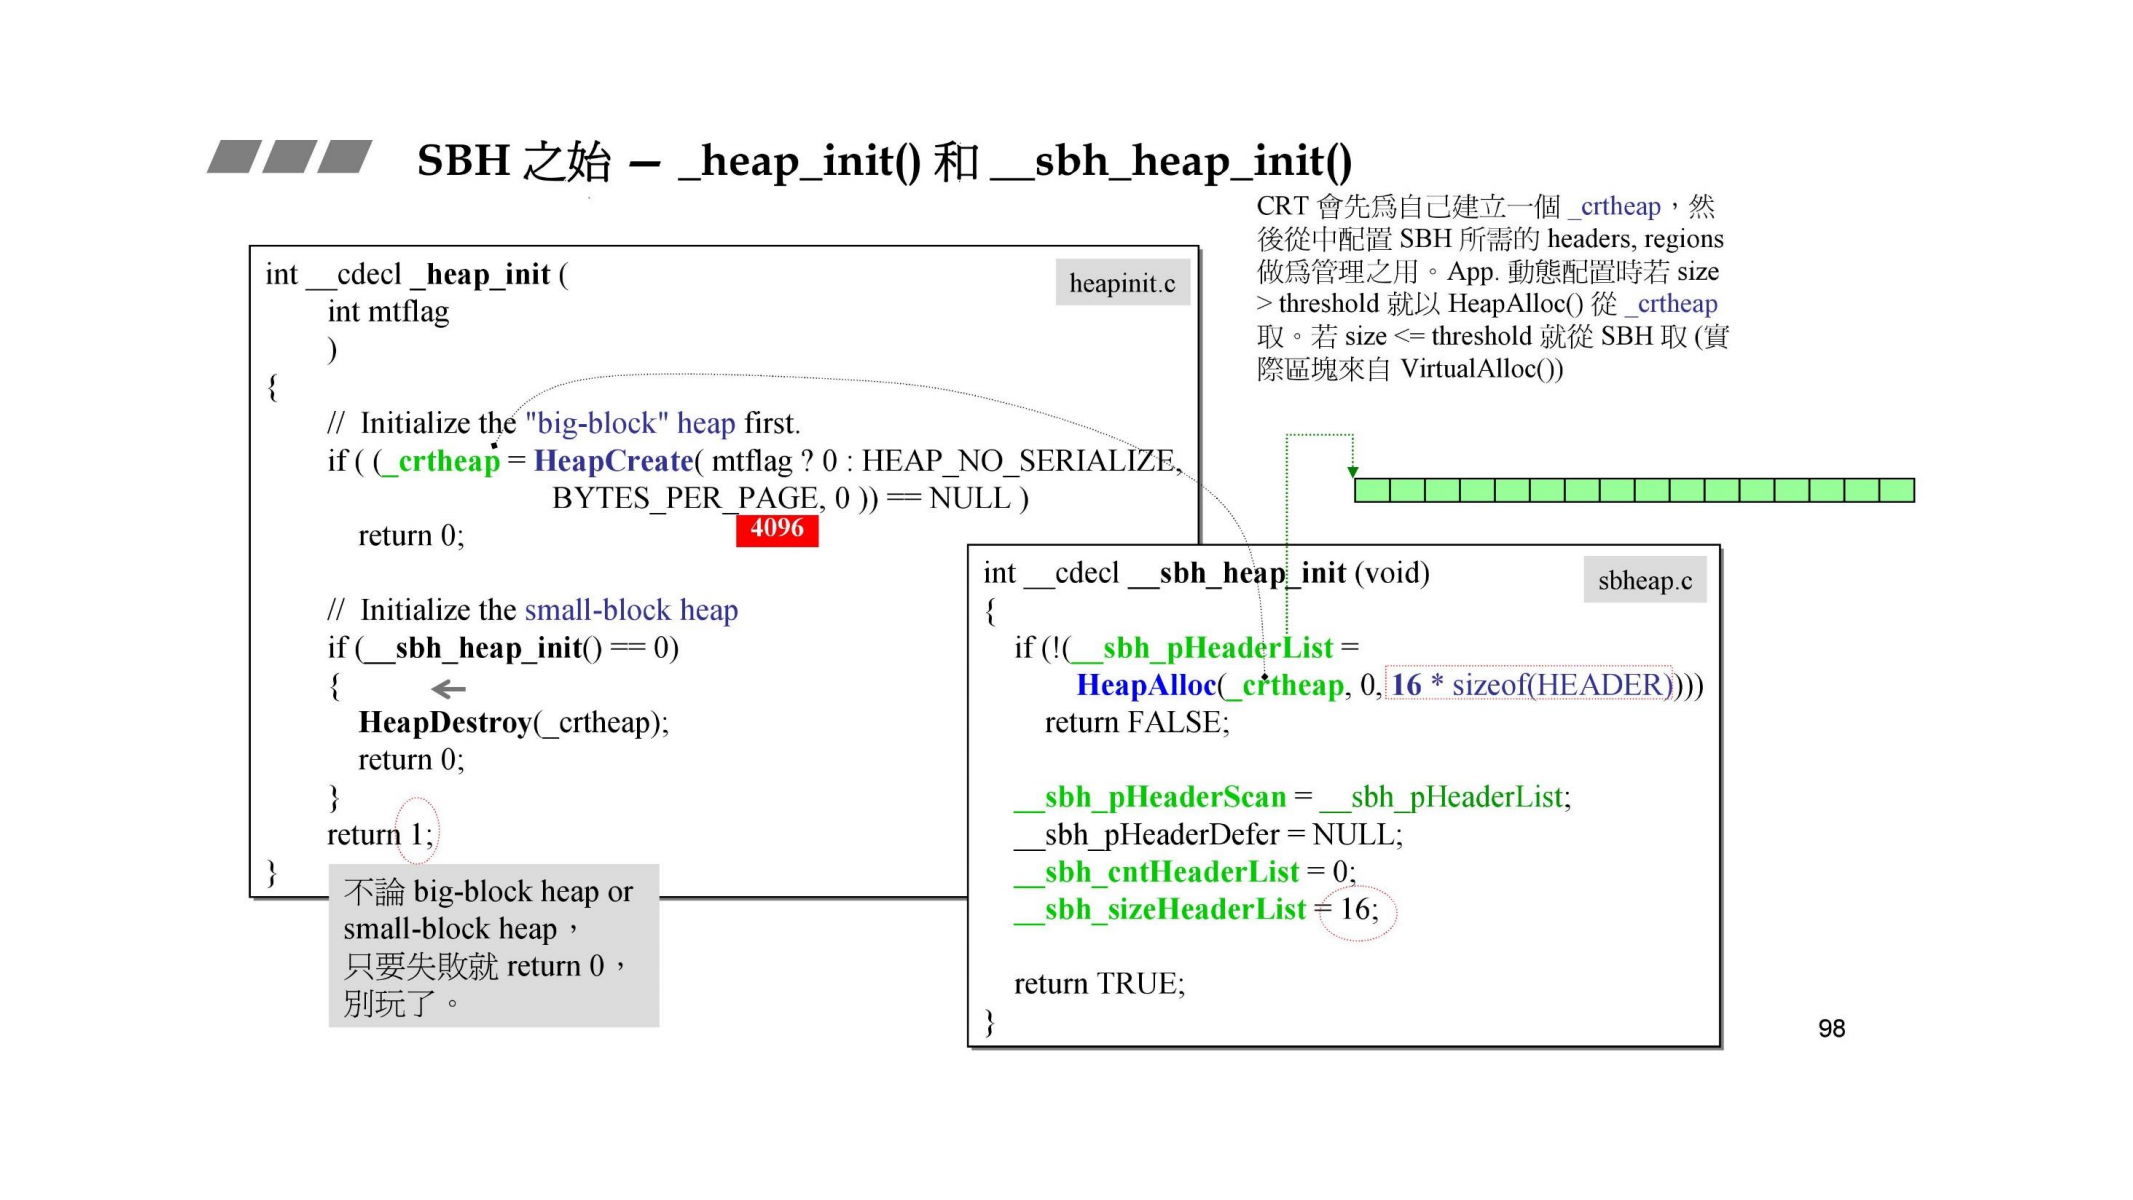 SBH 之始 – _heap_init() 和 __sbh_heap_init()
CRT 會先為自己建立一個 _crtheap，然
後從中配置 SBH 所需的 headers, regions
做為管理之用。App. 動態配置時若 size
> threshold 就以 HeapAlloc() 從 _crtheap
取。若 size <= threshold 就從 SBH 取 (實
際區塊來自 VirtualAlloc())
int __cdecl _heap_init (
heapinit.c
int mtflag
)
{
// Initialize the "big-block" heap first.
if ( (_crtheap = HeapCreate( mtflag ? 0 : HEAP_NO_SERIALIZE,
BYTES_PER_PAGE, 0 )) == NULL )
4096
return 0;
// Initialize the small-block heap
if (__sbh_heap_init() == 0)
{
HeapDestroy(_crtheap);
return 0;
}
return 1;
}
不論 big-block heap or
small-block heap，
只要失敗就 return 0，
別玩了。
int __cdecl __sbh_heap_init (void)
sbheap.c
{
if (!(__sbh_pHeaderList =
HeapAlloc(_crtheap, 0, 16 * sizeof(HEADER))))
return FALSE;
__sbh_pHeaderScan = __sbh_pHeaderList;
__sbh_pHeaderDefer = NULL;
__sbh_cntHeaderList = 0;
__sbh_sizeHeaderList = 16;
return TRUE;
}
98